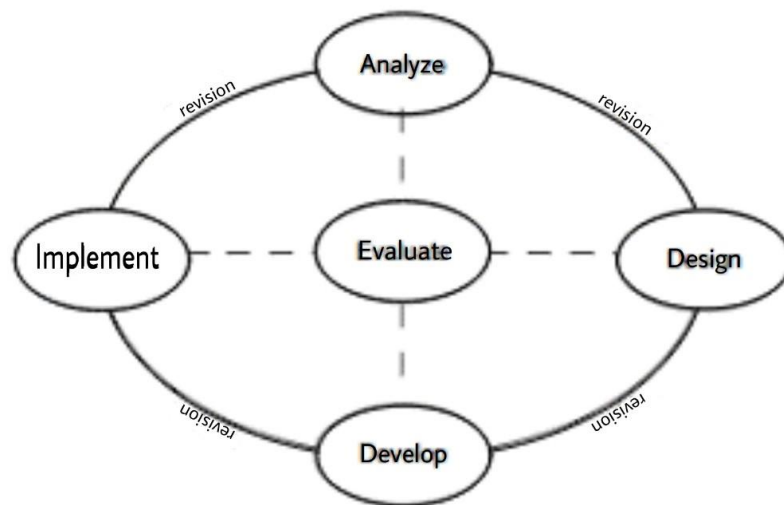 Analyze
revision
revision
Implement
Evaluate
Design
revision
revision
Develop